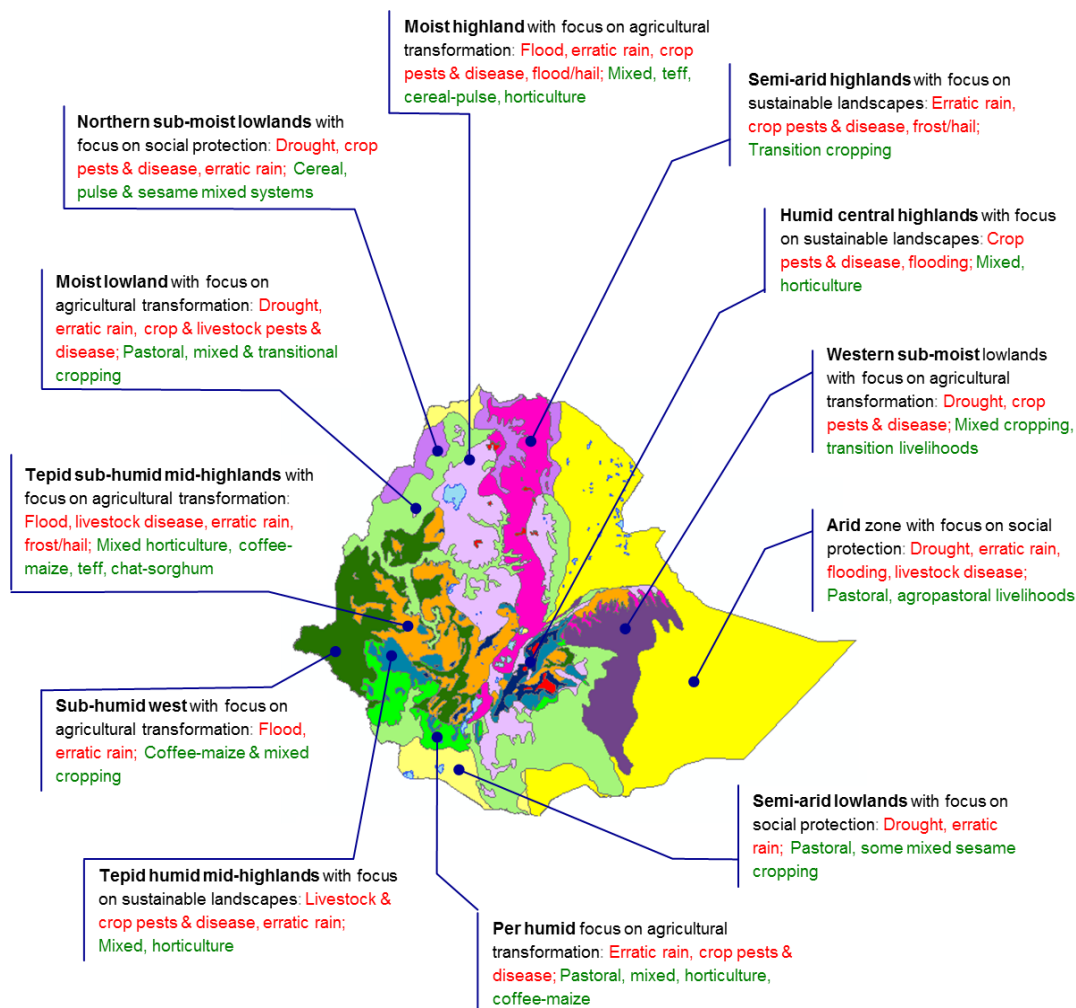 Moist highland with focus on agricultural
transformation: Flood, erratic rain, crop
pests & disease, flood/hail; Mixed, teff,
cereal-pulse, horticulture
Semi-arid highlands with focus on
sustainable landscapes: Erratic rain,
crop pests & disease, frost/hail;
Transition cropping
Northern sub-moist lowlands with
focus on social protection: Drought, crop
pests & disease, erratic rain; Cereal,
pulse & sesame mixed systems
Humid central highlands with focus
on sustainable landscapes: Crop
pests & disease, flooding; Mixed,
horticulture
Moist lowland with focus on
agricultural transformation: Drought,
erratic rain, crop & livestock pests &
disease; Pastoral, mixed & transitional
cropping
Western sub-moist lowlands
with focus on agricultural
transformation: Drought, crop
pests & disease; Mixed cropping,
transition livelihoods
Tepid sub-humid mid-highlands with
focus on agricultural transformation:
Flood, livestock disease, erratic rain,
frost/hail; Mixed horticulture, coffee-
maize, teff, chat-sorghum
Arid zone with focus on social
protection: Drought, erratic rain,
flooding, livestock disease;
Pastoral, agropastoral livelihoods
Sub-humid west with focus on
agricultural transformation: Flood,
erratic rain; Coffee-maize & mixed
cropping
Semi-arid lowlands with focus on
social protection: Drought, erratic
rain; Pastoral, some mixed sesame
cropping
Tepid humid mid-highlands with focus
on sustainable landscapes: Livestock &
crop pests & disease, erratic rain;
Mixed, horticulture
Per humid focus on agricultural
transformation: Erratic rain, crop pests &
disease; Pastoral, mixed, horticulture,
coffee-maize